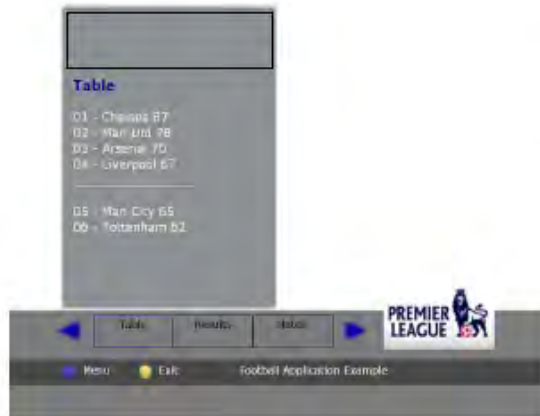 Table
01 - Chelsea 87
02 - Man Utd 78
03 - Arsenal 70
04 - Liverpool 67
05 - Man City 65
06 - Tottenham 62
Table Results
PREMIER
LEAGUE
Menu Exit Football Application Example